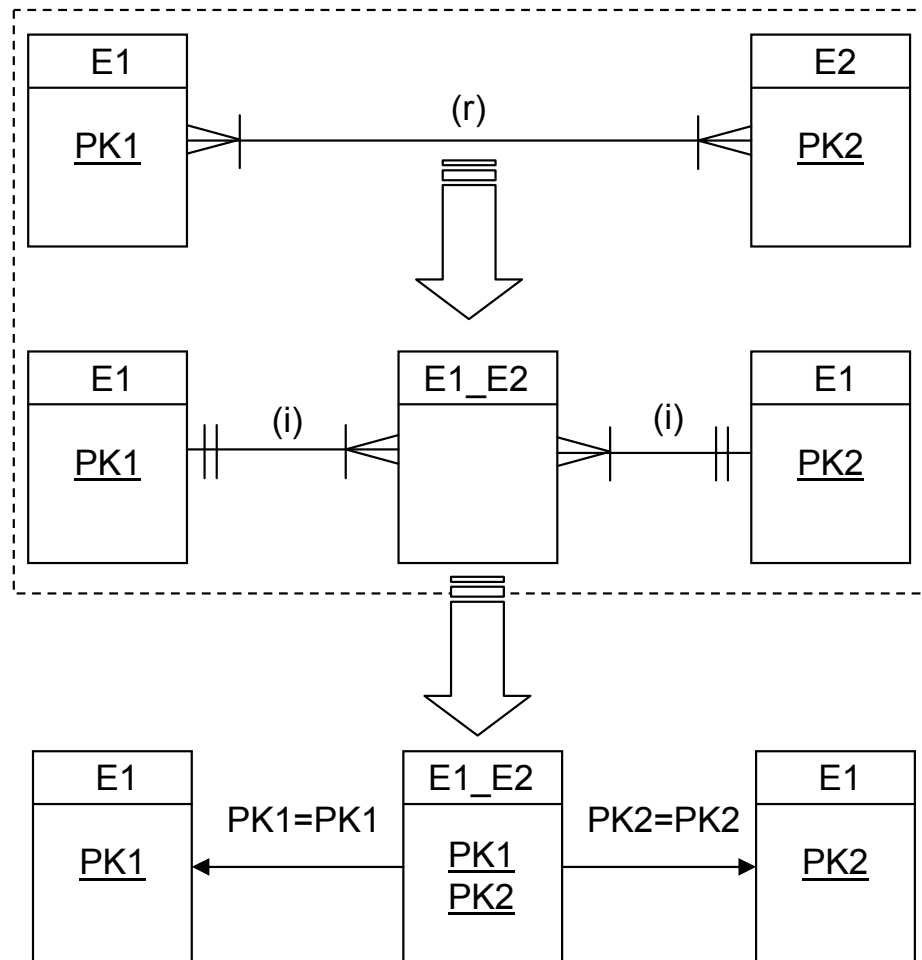 E1
E2
(r)
PK1
PK2
E1
E1_E2
E1
(i)
(i)
PK1
PK2
E1
E1_E2
E1
PK1=PK1
PK2=PK2
PK1
PK1
PK2
PK2